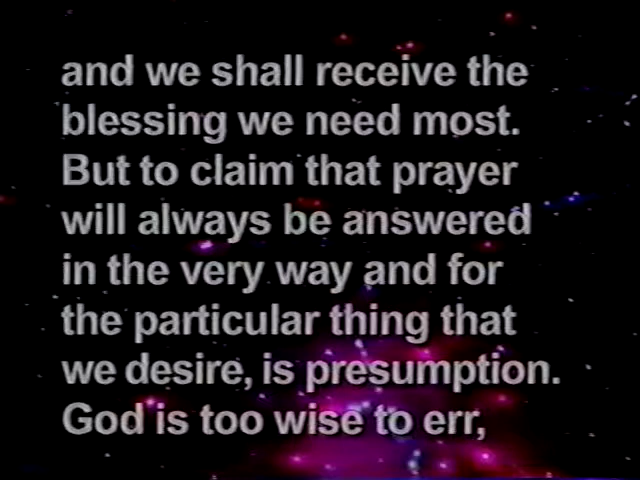 and we shall receive the
blessing we need most.
But to claim that prayer
will always be answered
in the very way and for
the particular thing that
we desire, is presumption.
God is too wise to err,